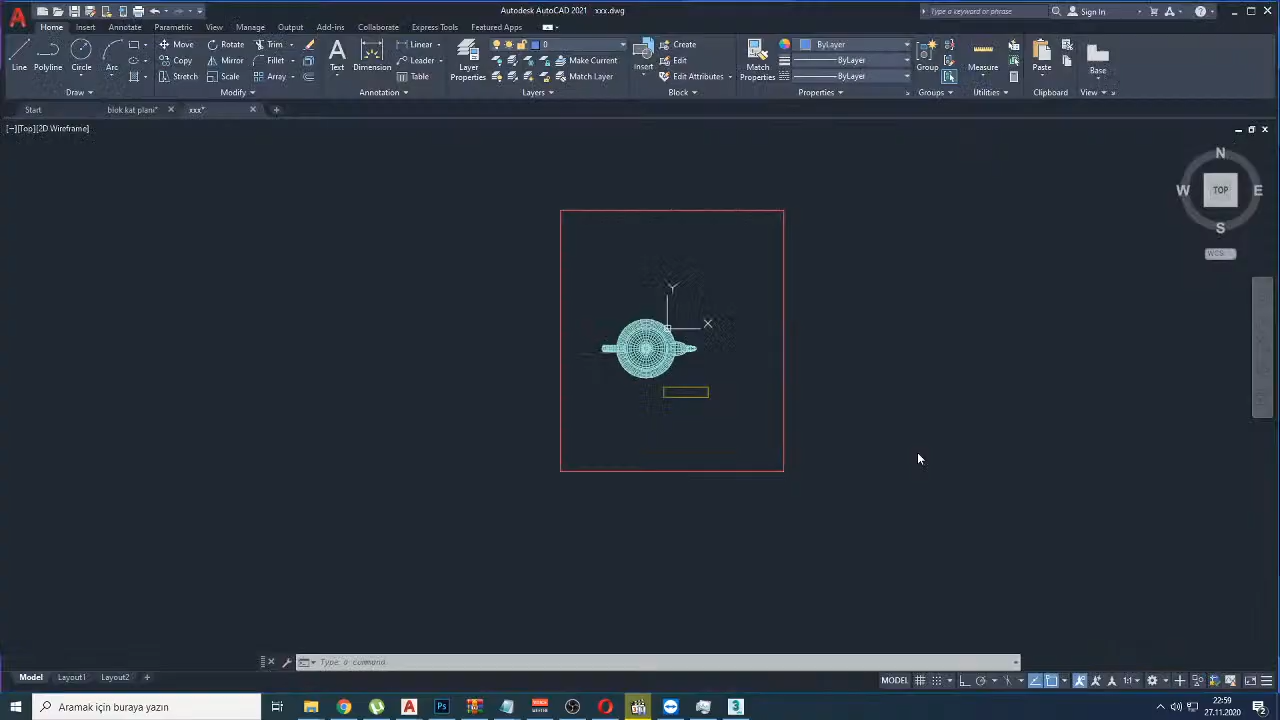 Autodesk AutoCAD 2021 xxx.dwg
Type a keyword or phrase
Sign In
Home Insert Annotate Parametric View Manage Output Add-ins Collaborate Express Tools Featured Apps
Line Polyline Circle Arc
Move Rotate Trim
Copy Mirror Fillet
Stretch Scale Array
Text Dimension
Linear
Leader
Table
Layer
Properties
0
Make Current
Match Layer
Insert
Create
Edit
Edit Attributes
Match
Properties
ByLayer
ByLayer
ByLayer
Group
Measure
Paste
Base
Draw Modify Annotation Layers Block Properties Groups Utilities Clipboard View
Start blok kat plani* xxx*
[−][Top][2D Wireframe]
N
W TOP E
S
WCS
Y
X
Type a command
Model Layout1 Layout2
MODEL
1:1
Aramak için buraya yazın
22:59
27.11.2020